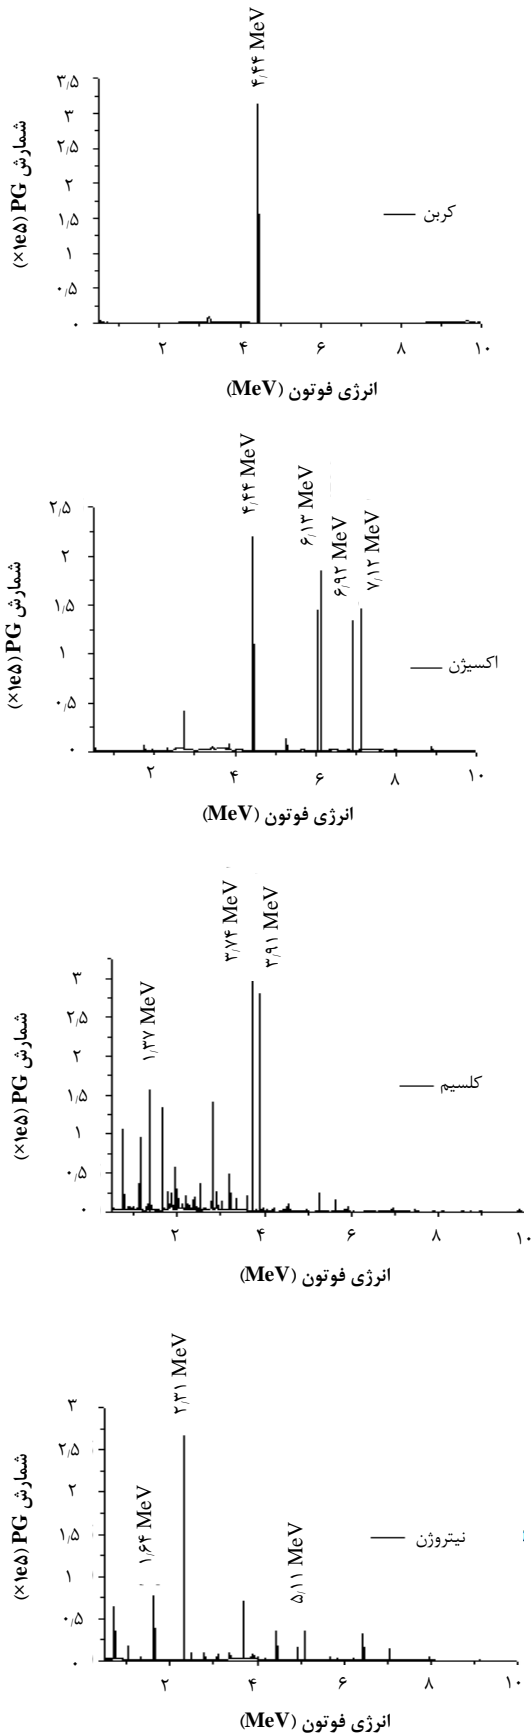 ۴٫۴۴ MeV
۳٫۵
۳
۲٫۵
۲
۱٫۵
۱
۰٫۵
۰
شمارش PG (×۱e۵)
کربن
۲ ۴ ۶ ۸ ۱۰
انرژی فوتون (MeV)
۴٫۴۴ MeV
۶٫۱۳ MeV
۶٫۹۲ MeV
۷٫۱۲ MeV
۲٫۵
۲
۱٫۵
۱
۰٫۵
۰
شمارش PG (×۱e۵)
اکسیژن
۲ ۴ ۶ ۸ ۱۰
انرژی فوتون (MeV)
۳٫۷۴ MeV
۳٫۹۱ MeV
۱٫۳۷ MeV
۳
۲٫۵
۲
۱٫۵
۱
۰٫۵
۰
شمارش PG (×۱e۵)
کلسیم
۲ ۴ ۶ ۸ ۱۰
انرژی فوتون (MeV)
۲٫۳۱ MeV
۱٫۶۴ MeV
۵٫۱۱ MeV
۳
۲٫۵
۲
۱٫۵
۱
۰٫۵
۰
شمارش PG (×۱e۵)
نیتروژن
۲ ۴ ۶ ۸ ۱۰
انرژی فوتون (MeV)